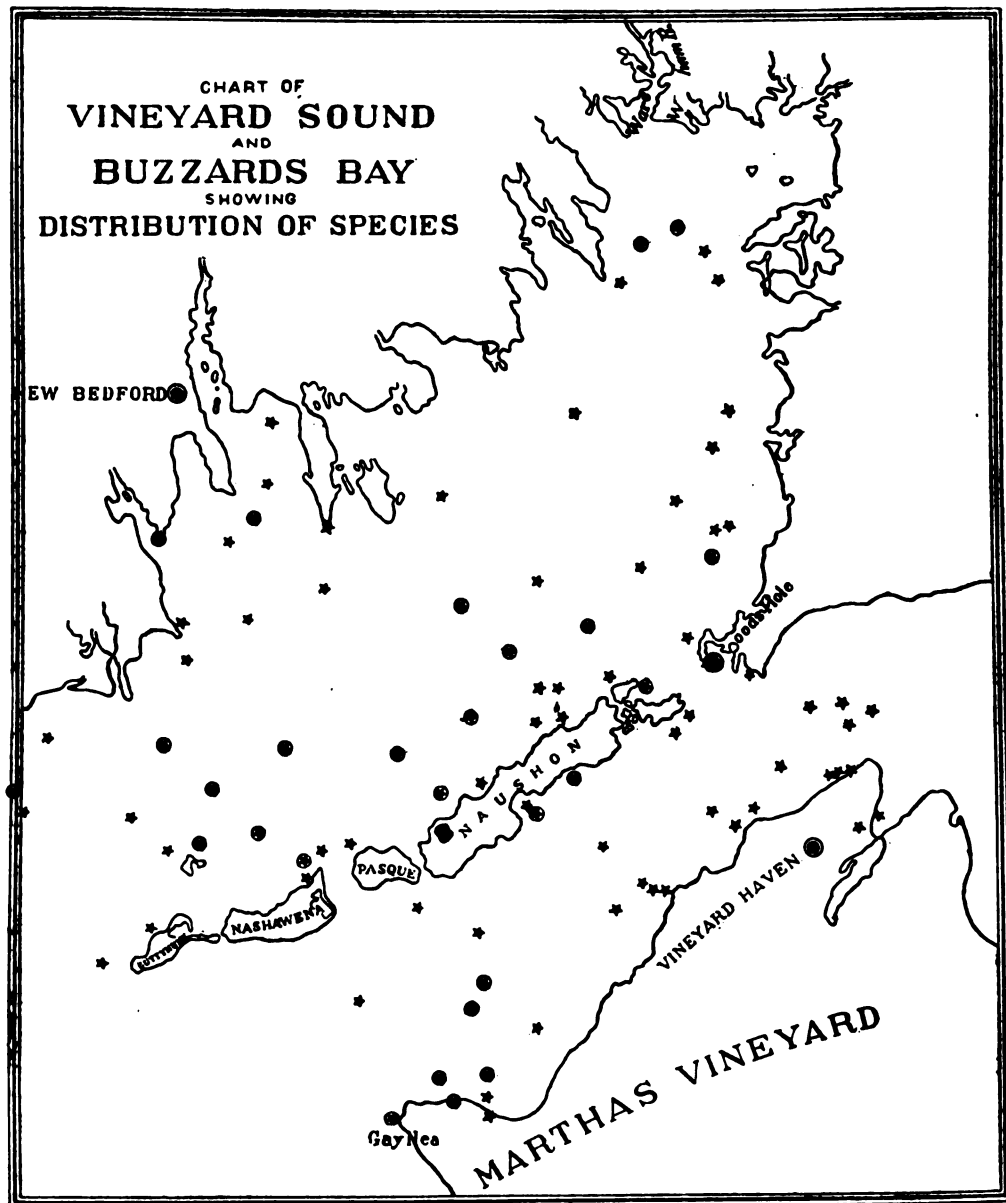 CHART OF
VINEYARD SOUND
AND
BUZZARDS BAY
SHOWING
DISTRIBUTION OF SPECIES
EW BEDFORD
oods Hole
NAUSHON
PASQUE
NASHAWENA
VINEYARD HAVEN
MARTHAS VINEYARD
Gay Hea